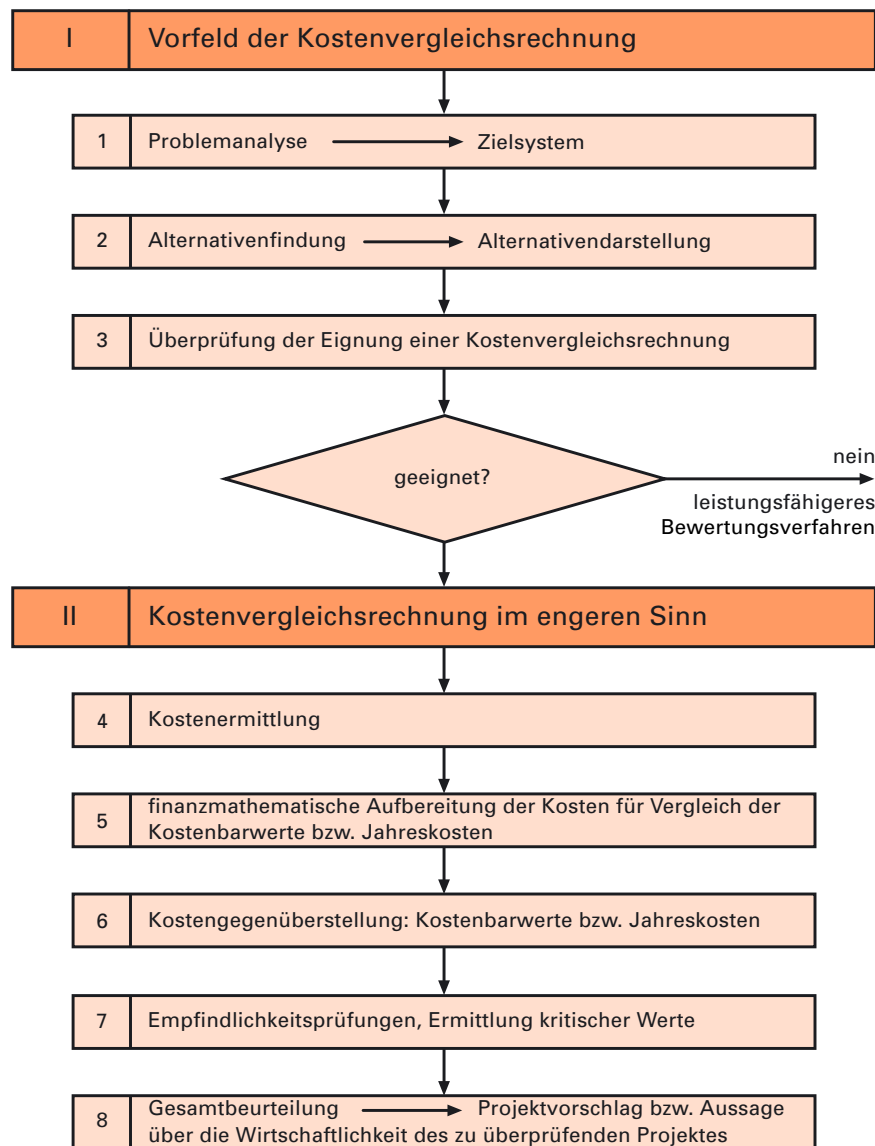 I Vorfeld der Kostenvergleichsrechnung
1 Problemanalyse Zielsystem
2 Alternativenfindung Alternativendarstellung
3 Überprüfung der Eignung einer Kostenvergleichsrechnung
geeignet?
nein
leistungsfähigeres
Bewertungsverfahren
II Kostenvergleichsrechnung im engeren Sinn
4 Kostenermittlung
5 finanzmathematische Aufbereitung der Kosten für Vergleich der
Kostenbarwerte bzw. Jahreskosten
6 Kostengegenüberstellung: Kostenbarwerte bzw. Jahreskosten
7 Empfindlichkeitsprüfungen, Ermittlung kritischer Werte
8 Gesamtbeurteilung Projektvorschlag bzw. Aussage
über die Wirtschaftlichkeit des zu überprüfenden Projektes